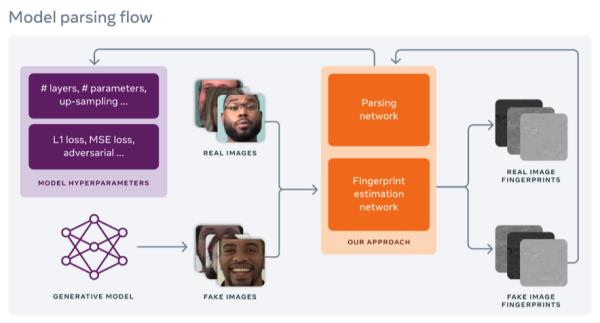 Model parsing flow
# layers, # parameters,
up-sampling ...
L1 loss, MSE loss,
adversarial ...
MODEL HYPERPARAMETERS
GENERATIVE MODEL
REAL IMAGES
FAKE IMAGES
Parsing
network
Fingerprint
estimation
network
OUR APPROACH
REAL IMAGE
FINGERPRINTS
FAKE IMAGE
FINGERPRINTS